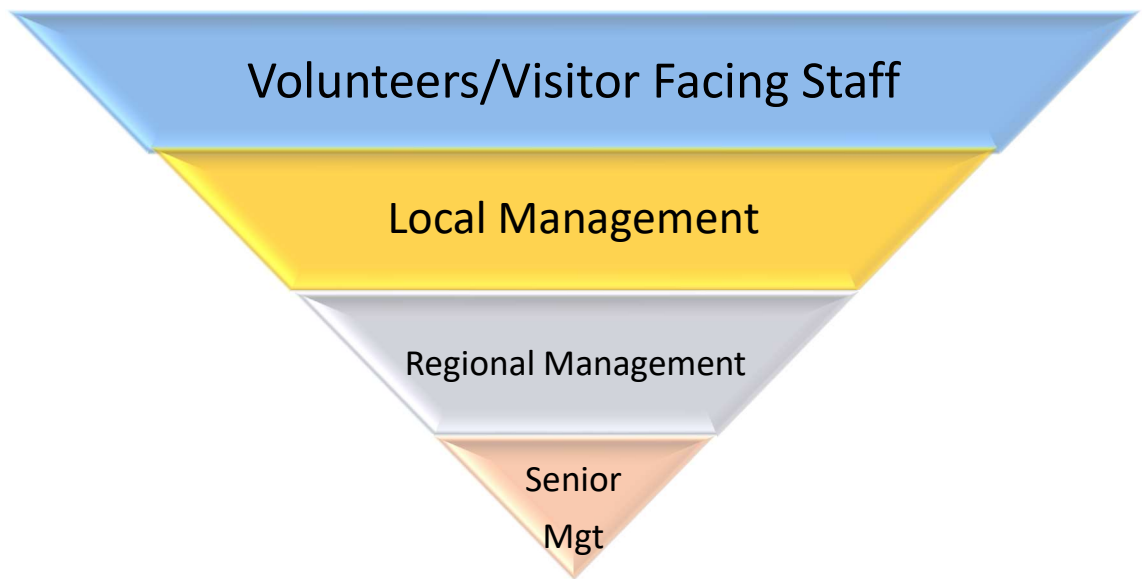 Volunteers/Visitor Facing Staff
Local Management
Regional Management
Senior
Mgt